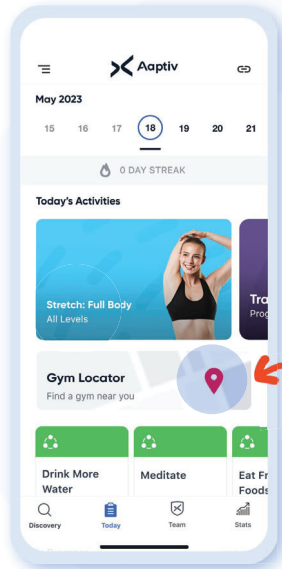 Aaptiv
May 2023
15 16 17 18 19 20 21
0 DAY STREAK
Today's Activities
Stretch: Full Body
All Levels
Tra
Prog
Gym Locator
Find a gym near you
Drink More
Water
Meditate
Eat Fr
Foods
Discovery Today Team Stats